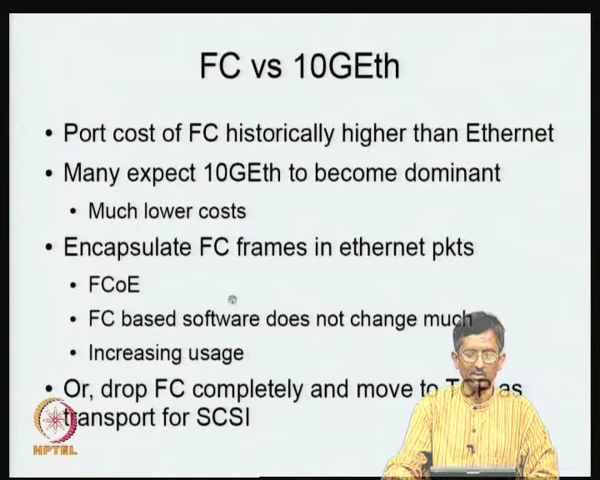 FC vs 10GEth
• Port cost of FC historically higher than Ethernet
• Many expect 10GEth to become dominant
• Much lower costs
• Encapsulate FC frames in ethernet pkts
• FCoE
• FC based software does not change much
• Increasing usage
• Or, drop FC completely and move to TCP as
transport for SCSI
NPTEL